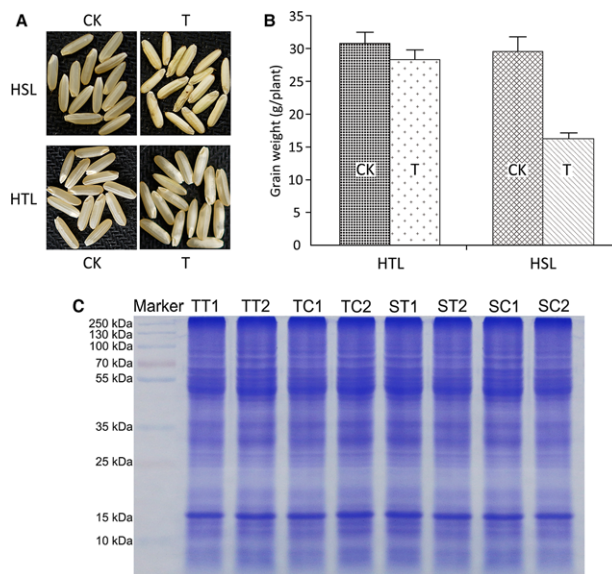 A
CK
T
HSL
HTL
CK
T
B
Grain weight (g/plant)
35
30
25
20
15
10
5
0
CK
T
CK
T
HTL
HSL
C
Marker TT1 TT2 TC1 TC2 ST1 ST2 SC1 SC2
250 kDa
130 kDa
100 kDa
70 kDa
55 kDa
35 kDa
25 kDa
15 kDa
10 kDa